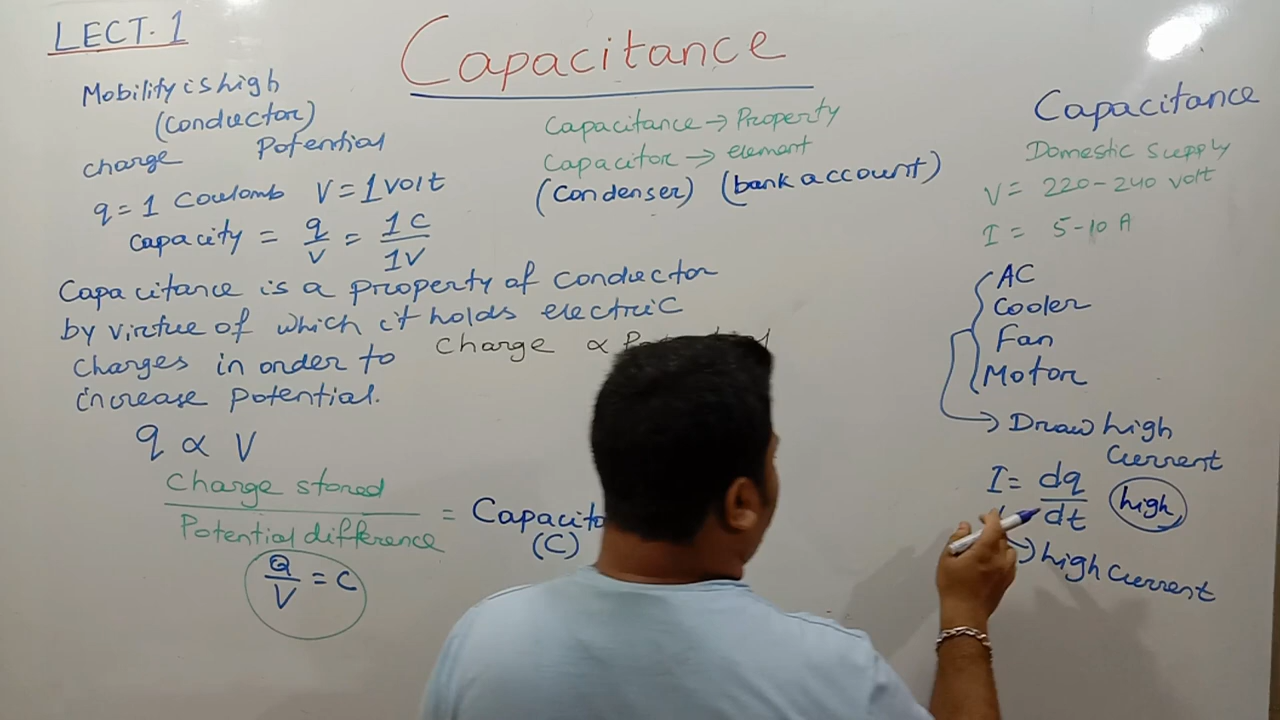 LECT. 1
Capacitance
Mobility is high
(Conductor)
charge Potential
q = 1 Coulomb V = 1 volt
Capacity = q/V = 1C/1V
Capacitance is a property of conductor
by virtue of which it holds electric
charges in order to
increase potential.
Charge ∝
q ∝ V
Charge stored
Potential difference
=
(C)
Q/V = C
Capacitance → Property
Capacitor → element
(Condenser) (bank account)
Capacitance
Domestic supply
V = 220-240 volt
I = 5-10 A
AC
Cooler
Fan
Motor
→ Draw high
current
I = dq/dt high
high current